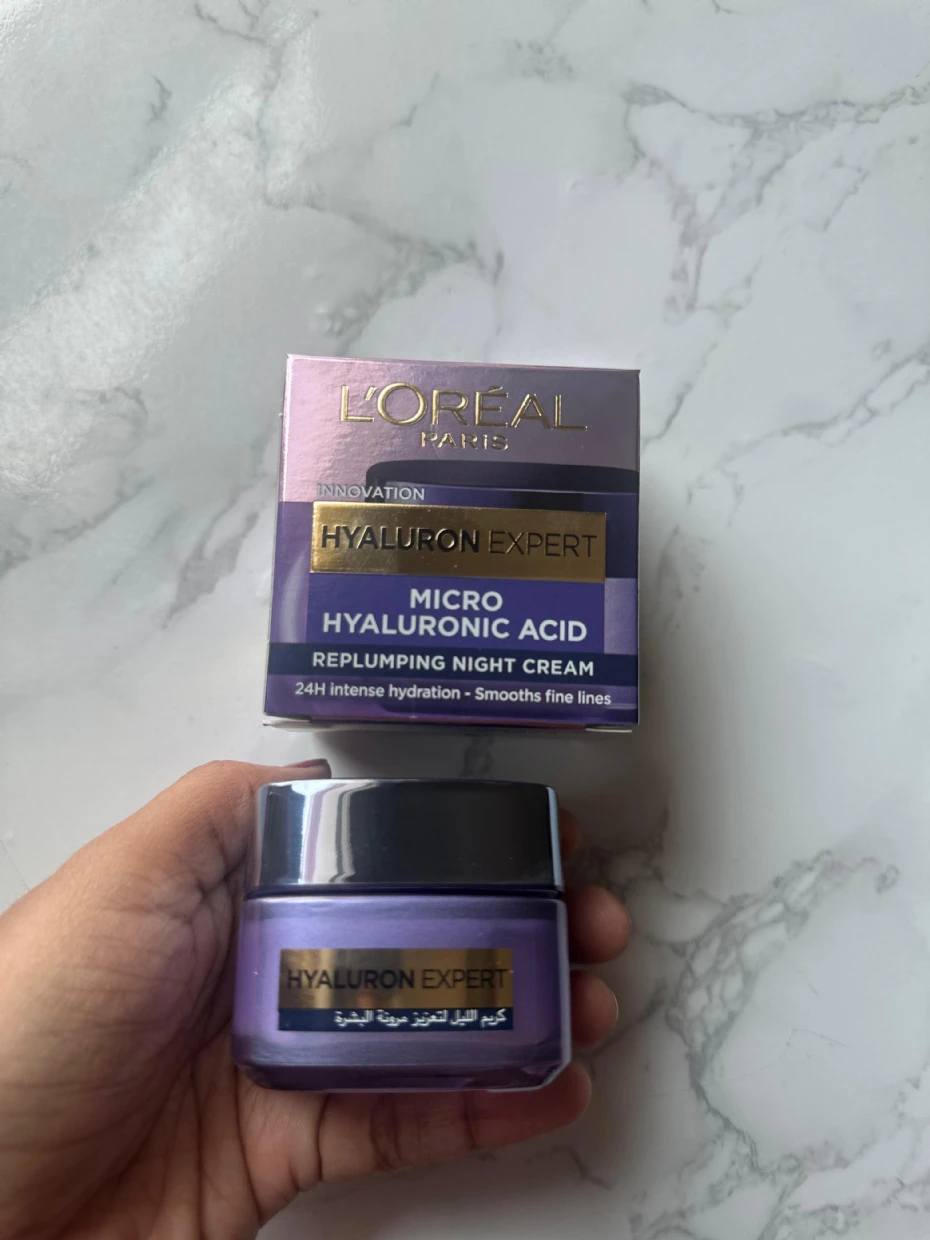 L'ORÉAL
PARIS
INNOVATION
HYALURON EXPERT
MICRO
HYALURONIC ACID
REPLUMPING NIGHT CREAM
24H intense hydration - Smooths fine lines
HYALURON EXPERT
كريم الليل لتعزيز مرونة البشرة